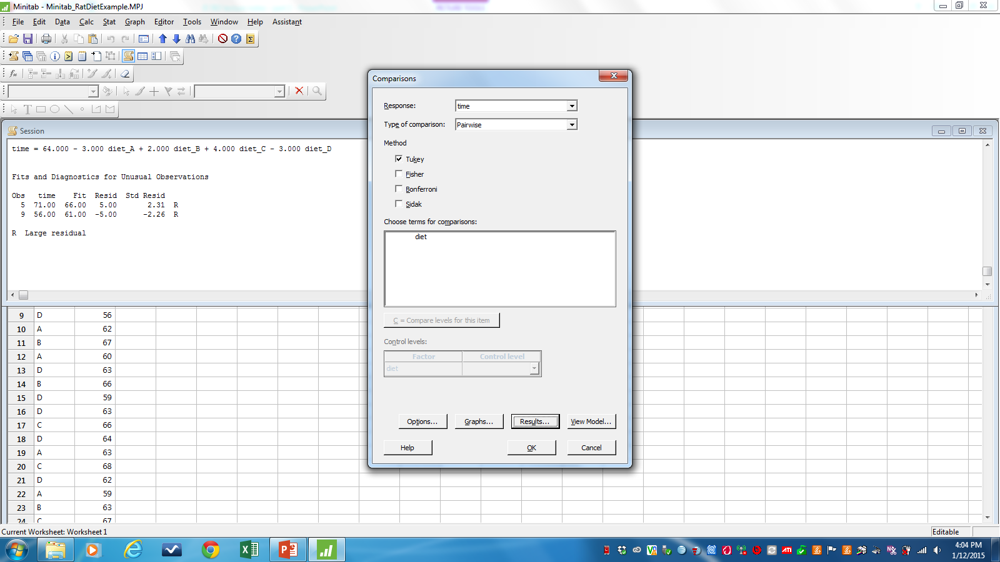 Minitab - Minitab_RatDietExample.MPJ
File Edit Data Calc Stat Graph Editor Tools Window Help Assistant
Session
time = 64.000 - 3.000 diet_A + 2.000 diet_B + 4.000 diet_C - 3.000 diet_D
Fits and Diagnostics for Unusual Observations
Obs time Fit Resid Std Resid
5 71.00 66.00 5.00 2.31 R
9 56.00 61.00 -5.00 -2.26 R
R Large residual
9 D 56
10 A 62
11 B 67
12 A 60
13 D 63
14 B 66
15 D 59
16 D 63
17 C 66
18 D 64
19 A 63
20 C 68
21 D 62
22 A 59
23 B 63
24 C 67
Comparisons
Response: time
Type of comparison: Pairwise
Method
Tukey
Fisher
Bonferroni
Sidak
Choose terms for comparisons:
diet
C = Compare levels for this item
Control levels:
Factor Control level
diet
Options... Graphs... Results... View Model...
Help OK Cancel
Current Worksheet: Worksheet 1
Editable
4:04 PM
1/12/2015